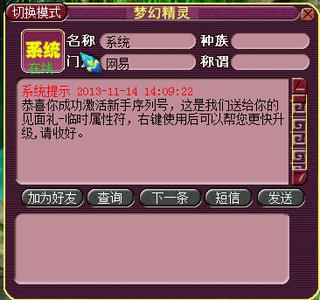 切换模式
梦幻精灵
系统
在线
名称 系统 种族
门 网易 称谓
系统提示 2013-11-14 14:09:22
恭喜你成功激活新手序列号，这是我们送给你的
见面礼-临时属性符，右键使用后可以帮您更快升
级,请收好。
加为好友 查询 下一条 短信 发送